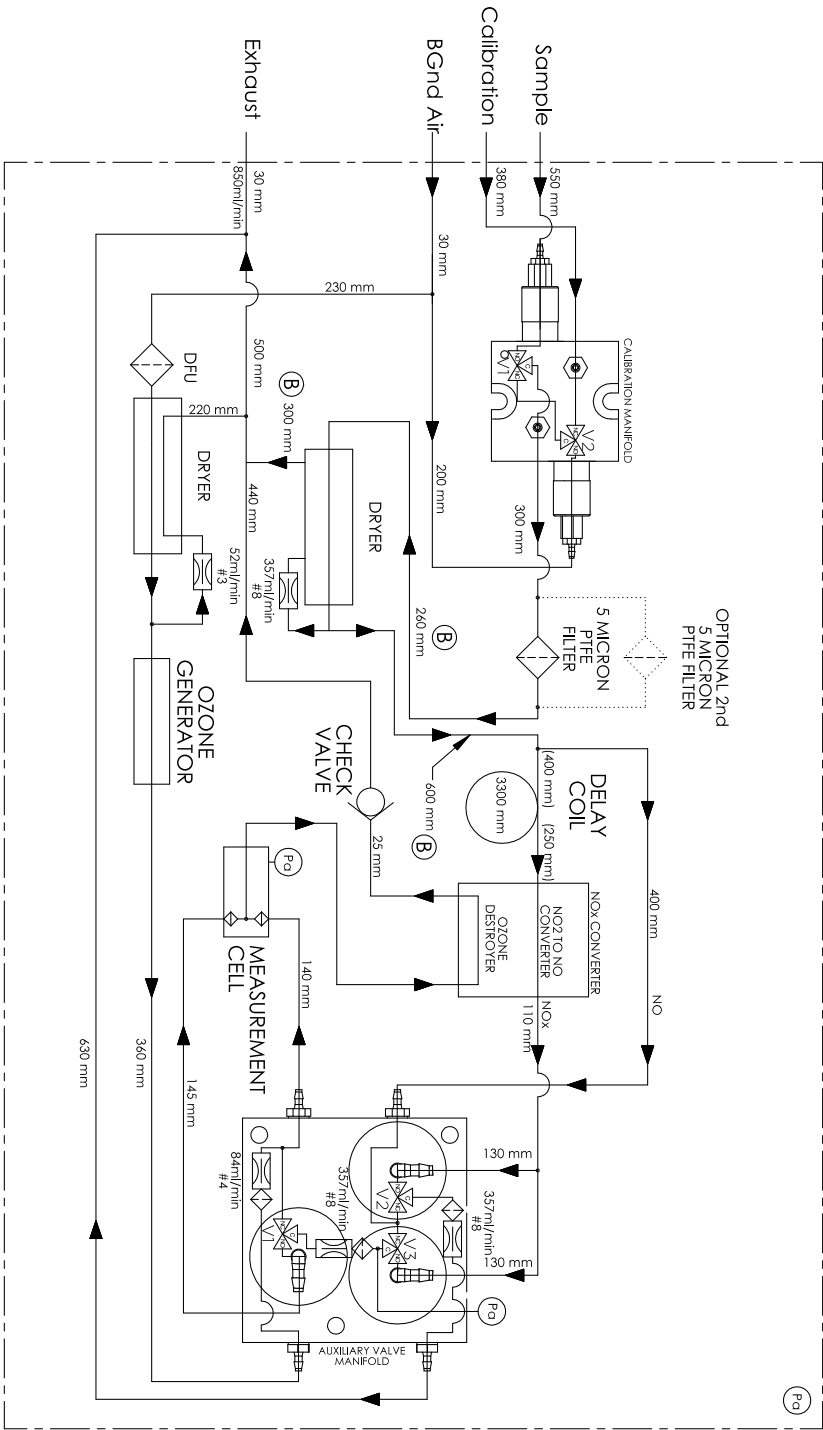 Sample
Calibration
BGnd Air
Exhaust
550 mm
380 mm
30 mm
30 mm
850ml/min
CALIBRATION MANIFOLD
NO
NC
C
V1
NC
NO
C
V2
300 mm
OPTIONAL 2nd
5 MICRON
PTFE FILTER
5 MICRON
PTFE
FILTER
200 mm
230 mm
260 mm
B
DRYER
B
300 mm
357ml/min
#8
500 mm
440 mm
220 mm
DFU
DRYER
52ml/min
#3
OZONE
GENERATOR
CHECK
VALVE
25 mm
600 mm
B
DELAY
COIL
3300 mm
(400 mm)
(250 mm)
400 mm
NO
NOx CONVERTER
NO2 TO NO
CONVERTER
OZONE
DESTROYER
NOx
110 mm
Pa
MEASUREMENT
CELL
140 mm
145 mm
360 mm
630 mm
130 mm
130 mm
357ml/min
#8
V2
V3
V1
357ml/min
#8
84ml/min
#4
Pa
AUXILIARY VALVE
MANIFOLD
Pa